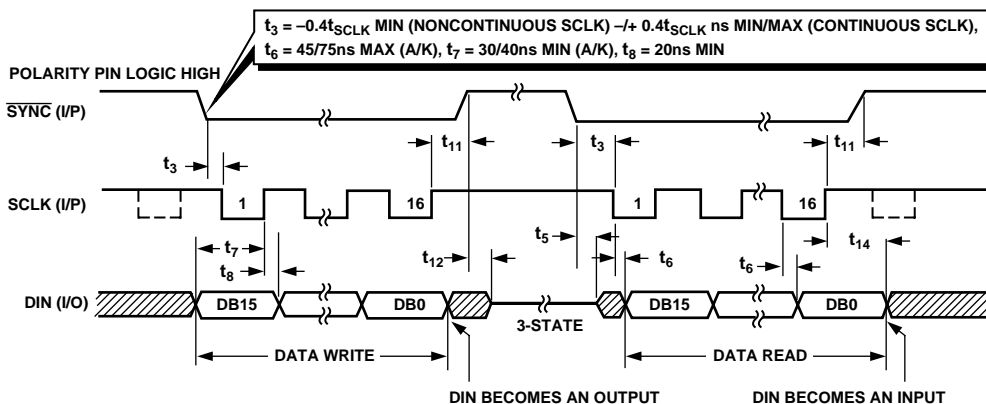 t3 = –0.4tSCLK MIN (NONCONTINUOUS SCLK) –/+ 0.4tSCLK ns MIN/MAX (CONTINUOUS SCLK),
t6 = 45/75ns MAX (A/K), t7 = 30/40ns MIN (A/K), t8 = 20ns MIN
POLARITY PIN LOGIC HIGH
SYNC (I/P)
t3
t11
t3
t11
SCLK (I/P)
1
16
1
16
t7
t8
t12
t5
t6
t6
t14
DIN (I/O)
DB15
DB0
3-STATE
DB15
DB0
DATA WRITE
DATA READ
DIN BECOMES AN OUTPUT
DIN BECOMES AN INPUT